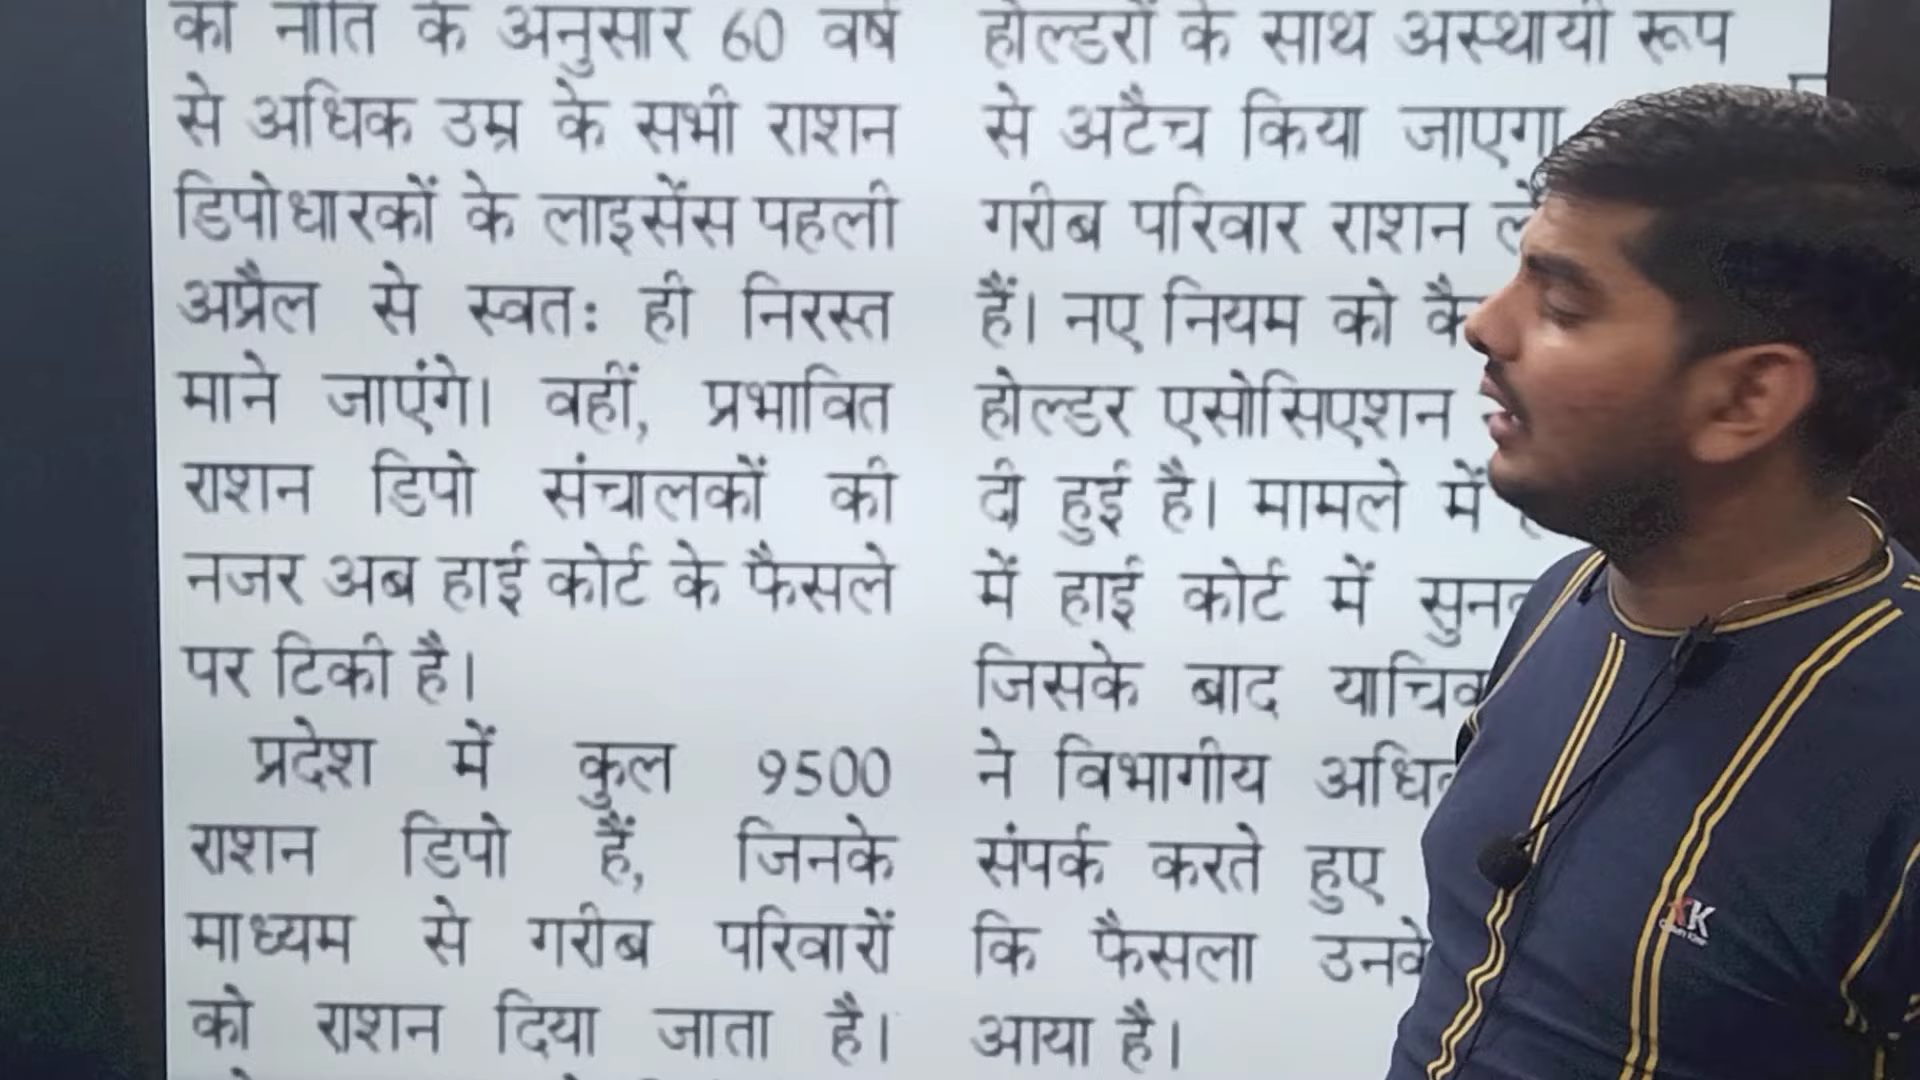 की नीति के अनुसार 60 वर्ष
से अधिक उम्र के सभी राशन
डिपोधारकों के लाइसेंस पहली
अप्रैल से स्वतः ही निरस्त
माने जाएंगे। वहीं, प्रभावित
राशन डिपो संचालकों की
नजर अब हाई कोर्ट के फैसले
पर टिकी है।
प्रदेश में कुल 9500
राशन डिपो हैं, जिनके
माध्यम से गरीब परिवारों
को राशन दिया जाता है।
होल्डरों के साथ अस्थायी रूप
से अटैच किया जाएगा
गरीब परिवार राशन
हैं। नए नियम को
होल्डर एसोसिएशन
दी हुई है। मामले में
में हाई कोर्ट में
जिसके बाद
ने विभागीय
संपर्क करते हुए
कि फैसला
आया है।